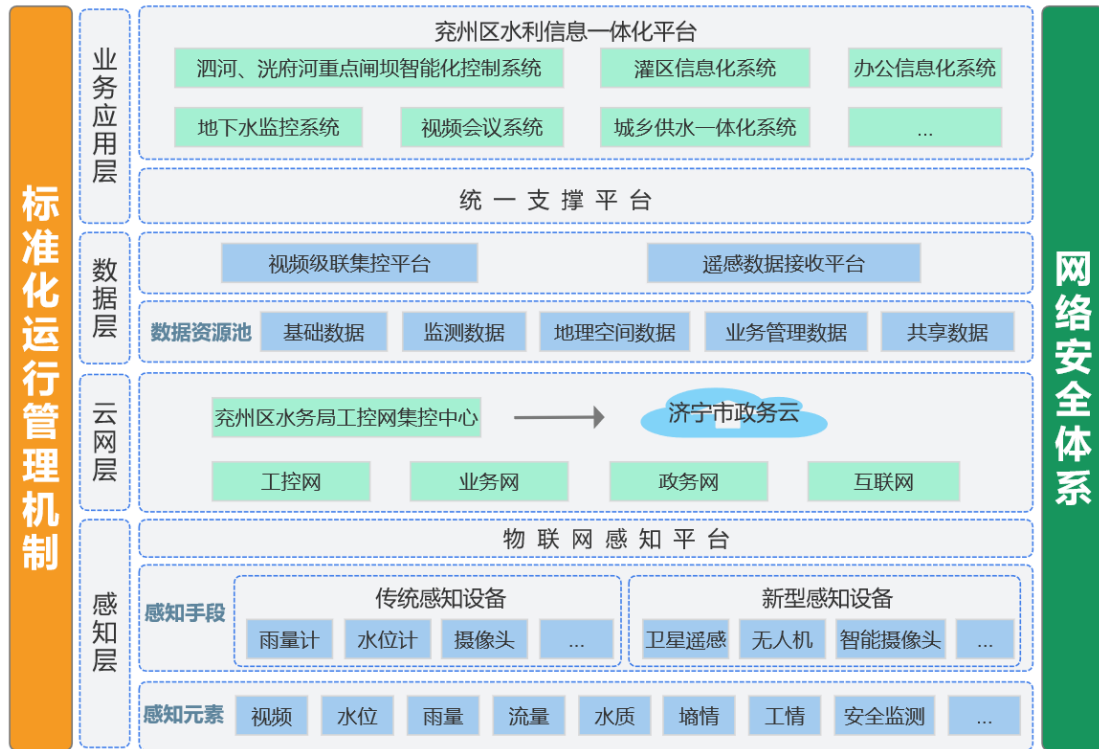 标准化运行管理机制
业务应用层
兖州区水利信息一体化平台
泗河、洸府河重点闸坝智能化控制系统
灌区信息化系统
办公信息化系统
地下水监控系统
视频会议系统
城乡供水一体化系统
...
统一支撑平台
数据层
视频级联集控平台
遥感数据接收平台
数据资源池
基础数据
监测数据
地理空间数据
业务管理数据
共享数据
云网层
兖州区水务局工控网集控中心
济宁市政务云
工控网
业务网
政务网
互联网
感知层
物联网感知平台
感知手段
传统感知设备
雨量计
水位计
摄像头
...
新型感知设备
卫星遥感
无人机
智能摄像头
...
感知元素
视频
水位
雨量
流量
水质
墒情
工情
安全监测
...
网络安全体系